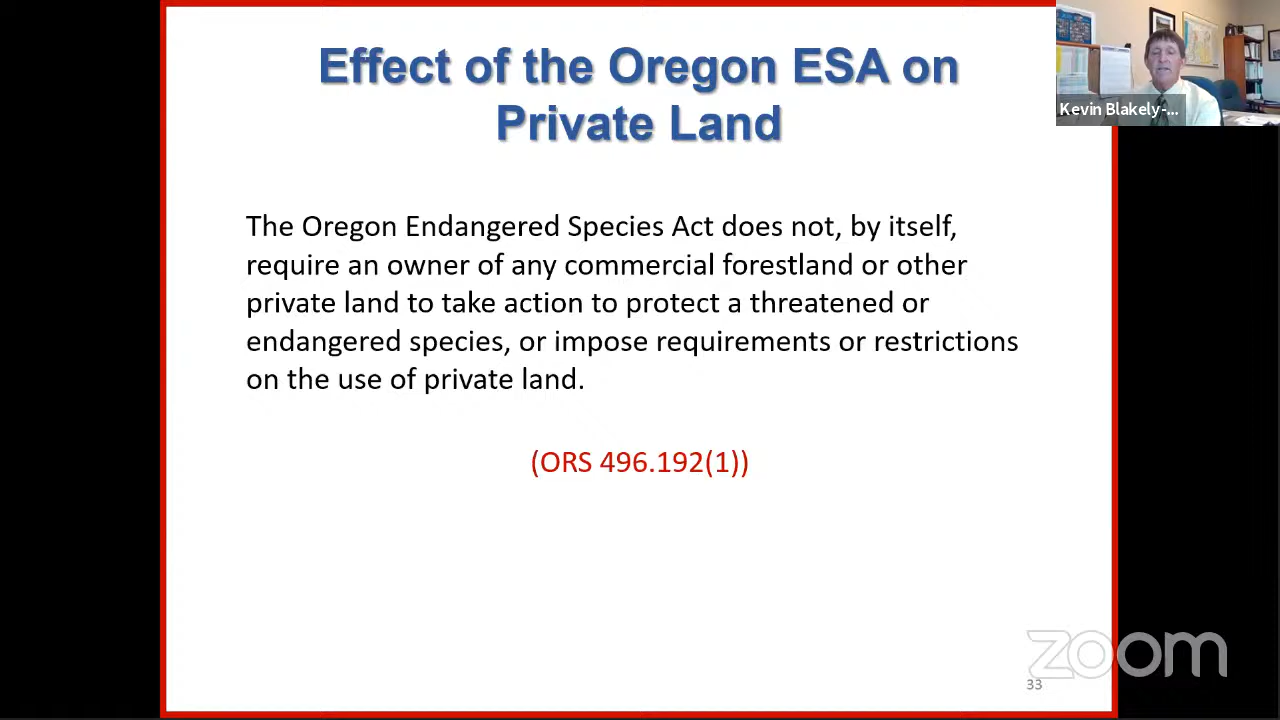 Effect of the Oregon ESA on
Private Land
Kevin Blakely-...
The Oregon Endangered Species Act does not, by itself,
require an owner of any commercial forestland or other
private land to take action to protect a threatened or
endangered species, or impose requirements or restrictions
on the use of private land.
(ORS 496.192(1))
zoom
33